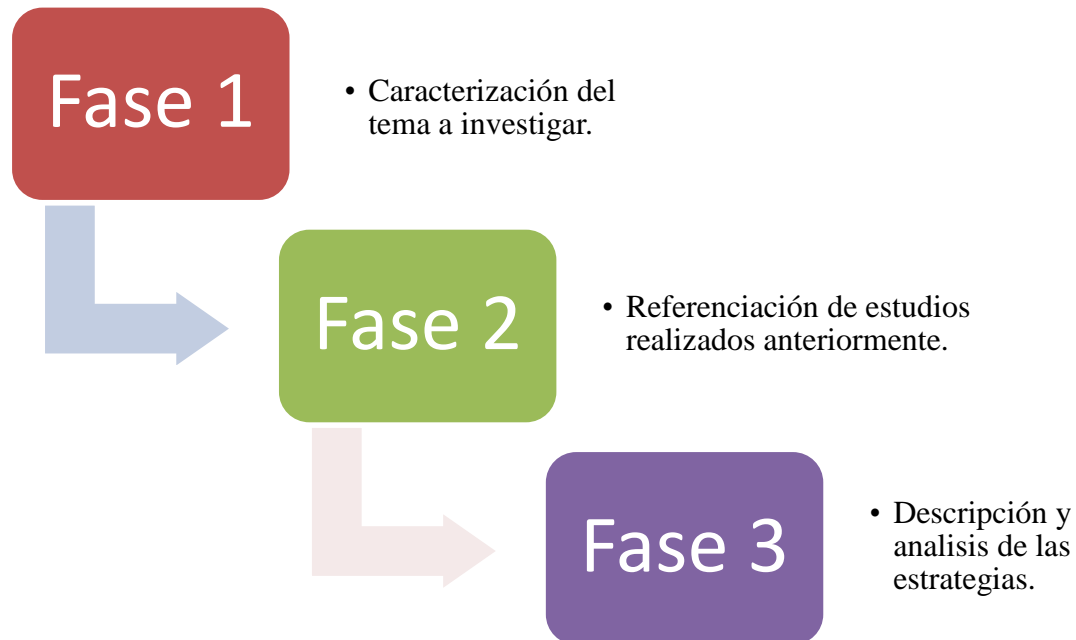 Fase 1
• Caracterización del
tema a investigar.
Fase 2
• Referenciación de estudios
realizados anteriormente.
Fase 3
• Descripción y
analisis de las
estrategias.